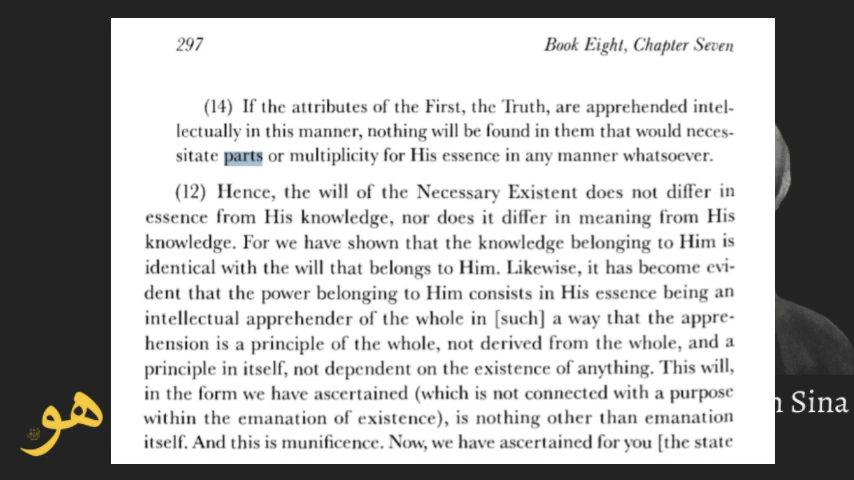 297 Book Eight, Chapter Seven
(14) If the attributes of the First, the Truth, are apprehended intel-
lectually in this manner, nothing will be found in them that would neces-
sitate parts or multiplicity for His essence in any manner whatsoever.
(12) Hence, the will of the Necessary Existent does not differ in
essence from His knowledge, nor does it differ in meaning from His
knowledge. For we have shown that the knowledge belonging to Him is
identical with the will that belongs to Him. Likewise, it has become evi-
dent that the power belonging to Him consists in His essence being an
intellectual apprehender of the whole in [such] a way that the appre-
hension is a principle of the whole, not derived from the whole, and a
principle in itself, not dependent on the existence of anything. This will,
in the form we have ascertained (which is not connected with a purpose
within the emanation of existence), is nothing other than emanation
itself. And this is munificence. Now, we have ascertained for you [the state
هو
n Sina